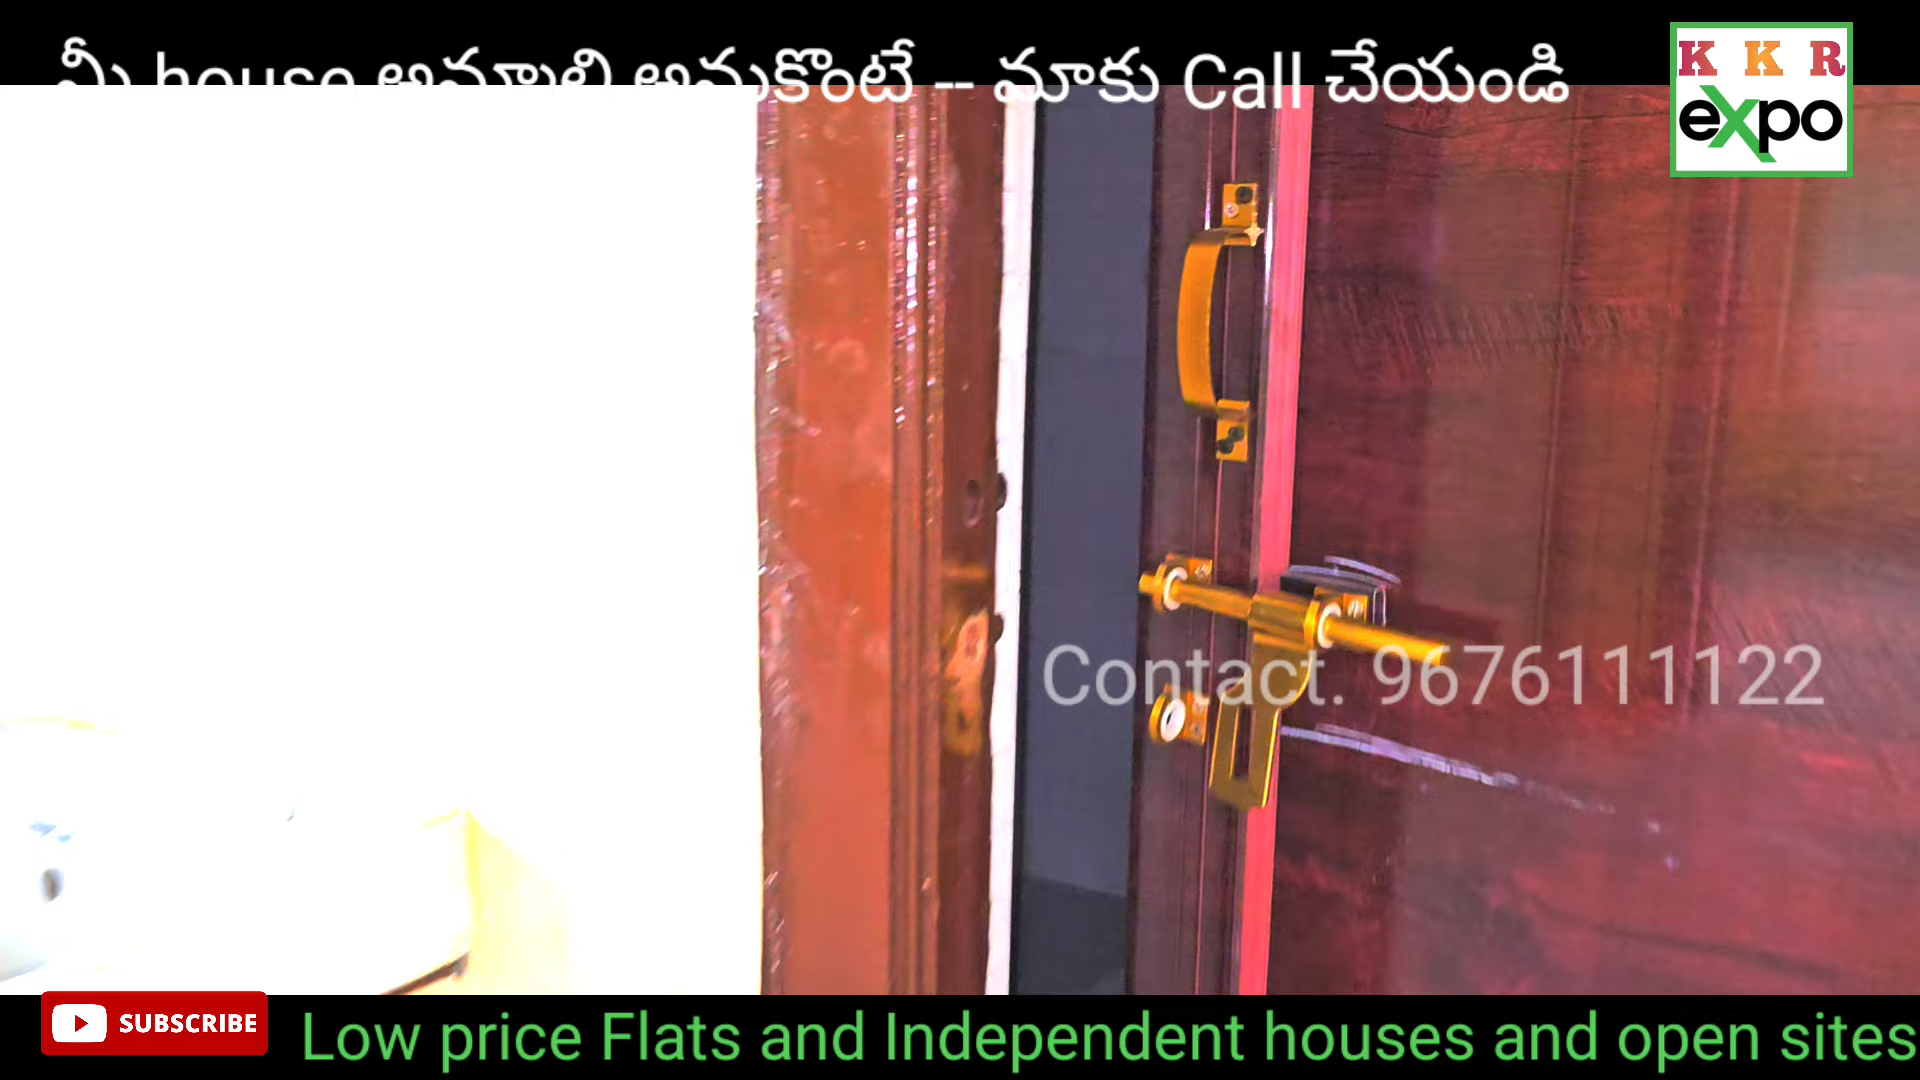 మీ house అమ్మాలి అనుకొంటే -- మాకు Call చేయండి
K K R
expo
Contact. 9676111122
SUBSCRIBE
Low price Flats and Independent houses and open sites